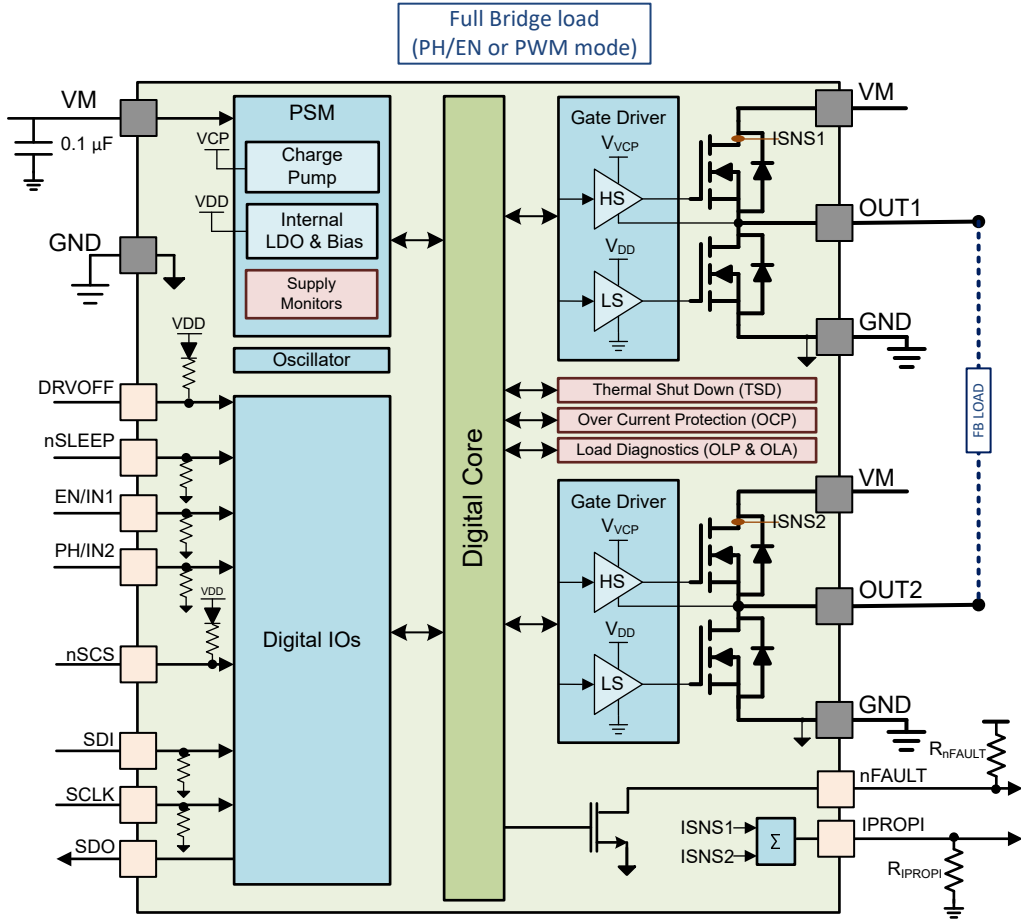 Full Bridge load
(PH/EN or PWM mode)
VM
0.1 µF
GND
PSM
VCP
Charge
Pump
VDD
Internal
LDO & Bias
Supply
Monitors
Oscillator
VDD
DRVOFF
nSLEEP
EN/IN1
PH/IN2
VDD
nSCS
SDI
SCLK
SDO
Digital IOs
Digital Core
Gate Driver
VVCP
HS
VDD
LS
ISNS1
VM
OUT1
GND
Thermal Shut Down (TSD)
Over Current Protection (OCP)
Load Diagnostics (OLP & OLA)
FB LOAD
Gate Driver
VVCP
HS
VDD
LS
ISNS2
VM
OUT2
GND
RnFAULT
nFAULT
ISNS1
ISNS2
Σ
IPROPI
RIPROPI